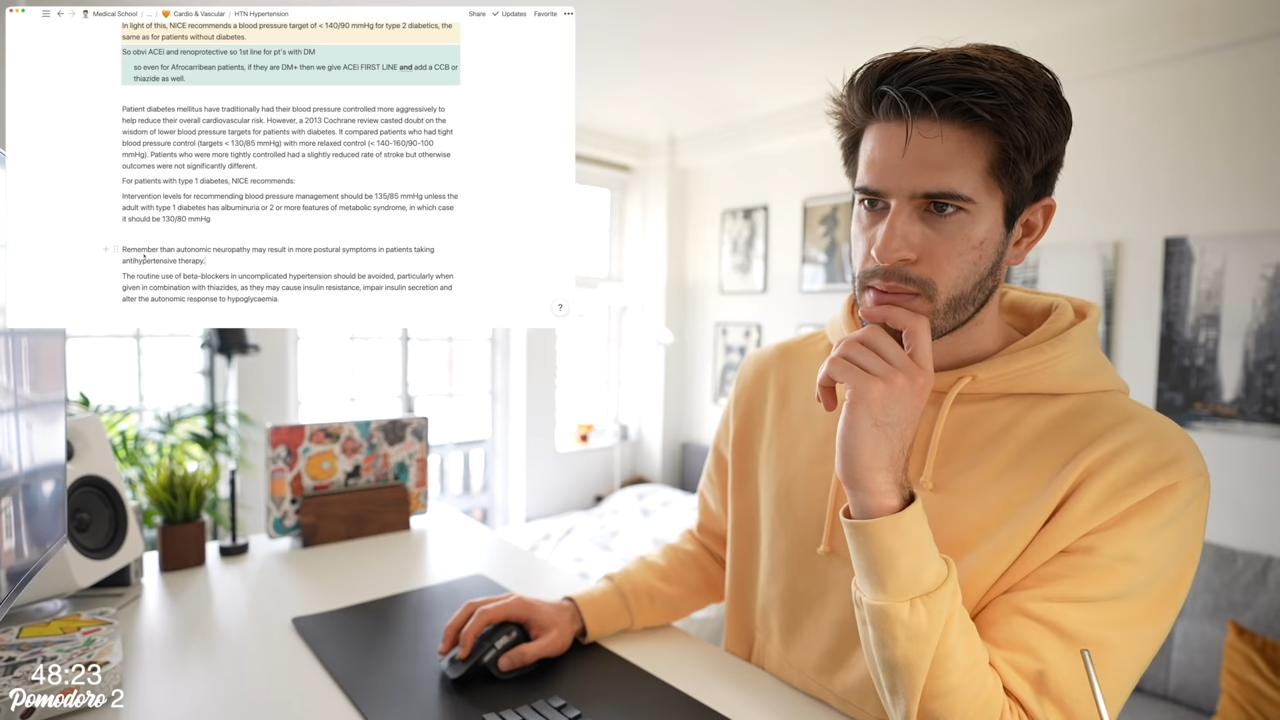 Medical School / ... / Cardio & Vascular / HTN Hypertension
Share Updates Favorite •••
In light of this, NICE recommends a blood pressure target of < 140/90 mmHg for type 2 diabetics, the
same as for patients without diabetes.
So obvi ACEi and renoprotective so 1st line for pt's with DM
so even for Afrocarribean patients, if they are DM+ then we give ACEi FIRST LINE and add a CCB or
thiazide as well.
Patient diabetes mellitus have traditionally had their blood pressure controlled more aggressively to
help reduce their overall cardiovascular risk. However, a 2013 Cochrane review casted doubt on the
wisdom of lower blood pressure targets for patients with diabetes. It compared patients who had tight
blood pressure control (targets < 130/85 mmHg) with more relaxed control (< 140-160/90-100
mmHg). Patients who were more tightly controlled had a slightly reduced rate of stroke but otherwise
outcomes were not significantly different.
For patients with type 1 diabetes, NICE recommends:
Intervention levels for recommending blood pressure management should be 135/85 mmHg unless the
adult with type 1 diabetes has albuminuria or 2 or more features of metabolic syndrome, in which case
it should be 130/80 mmHg
Remember than autonomic neuropathy may result in more postural symptoms in patients taking
antihypertensive therapy.
The routine use of beta-blockers in uncomplicated hypertension should be avoided, particularly when
given in combination with thiazides, as they may cause insulin resistance, impair insulin secretion and
alter the autonomic response to hypoglycaemia.
?
48:23
Pomodoro 2